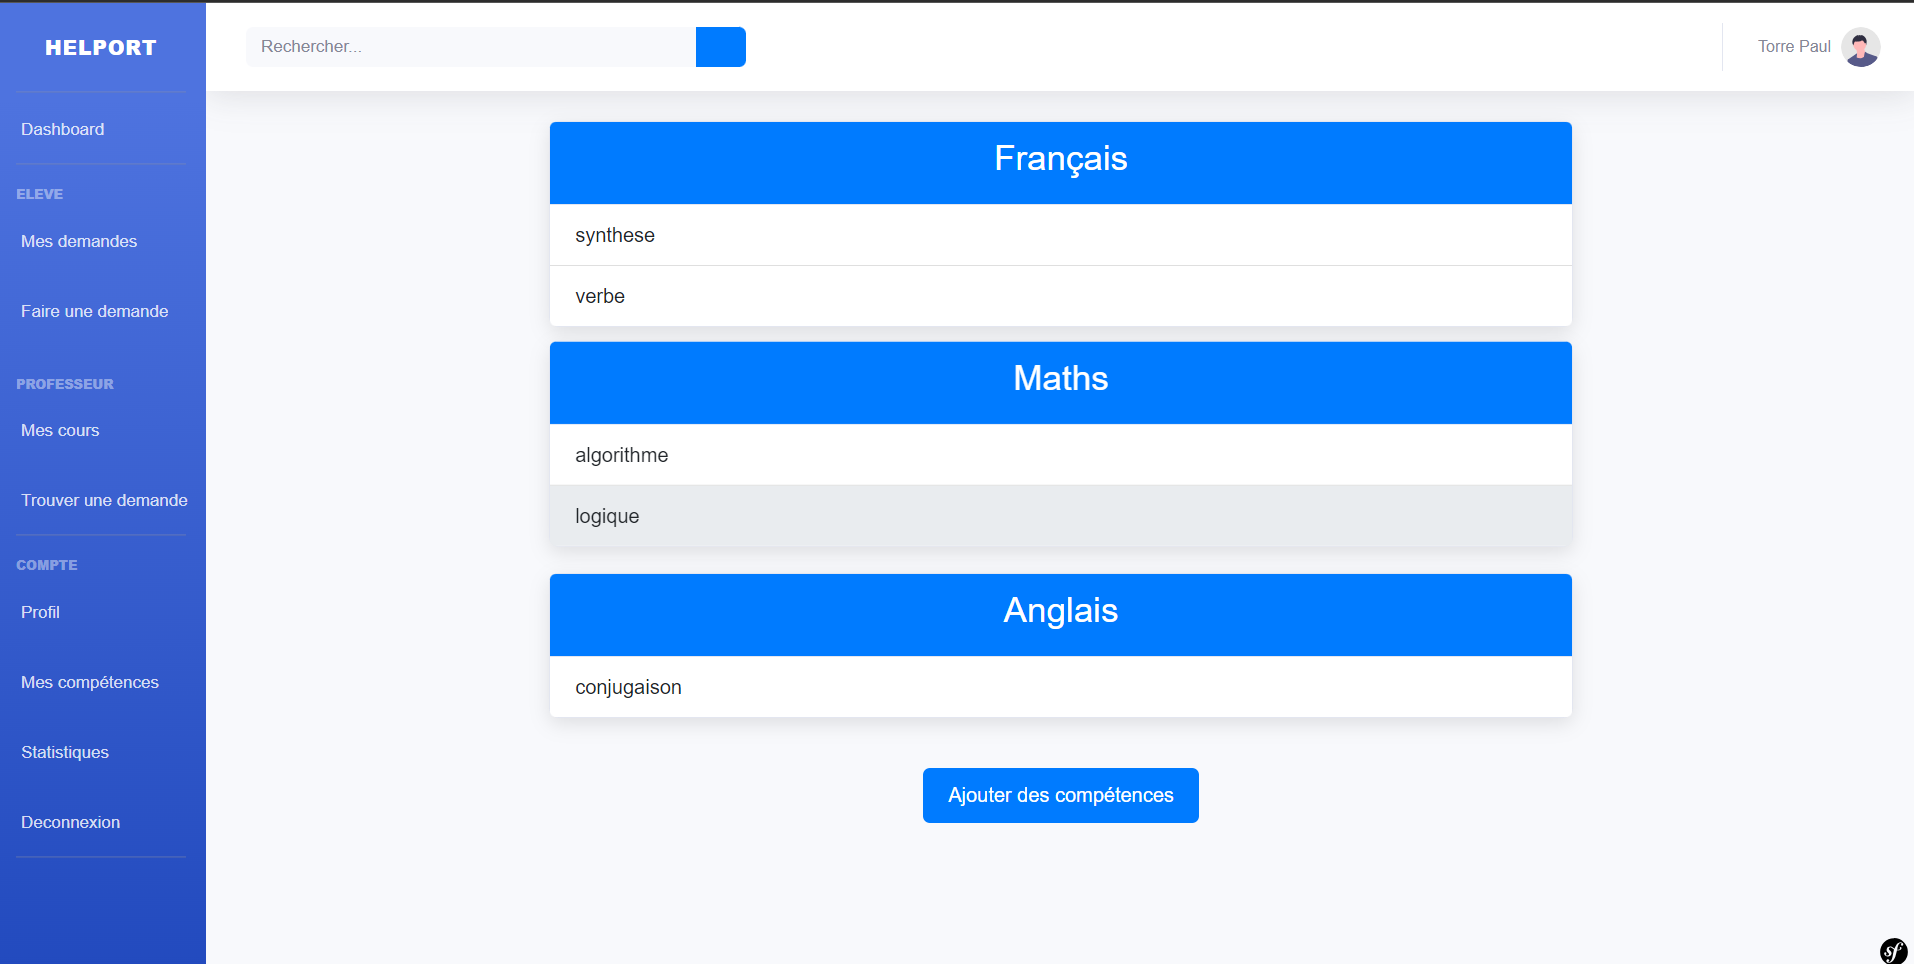 HELPORT
Dashboard
ELEVE
Mes demandes
Faire une demande
PROFESSEUR
Mes cours
Trouver une demande
COMPTE
Profil
Mes compétences
Statistiques
Deconnexion
Rechercher...
Torre Paul
Français
synthese
verbe
Maths
algorithme
logique
Anglais
conjugaison
Ajouter des compétences
sf